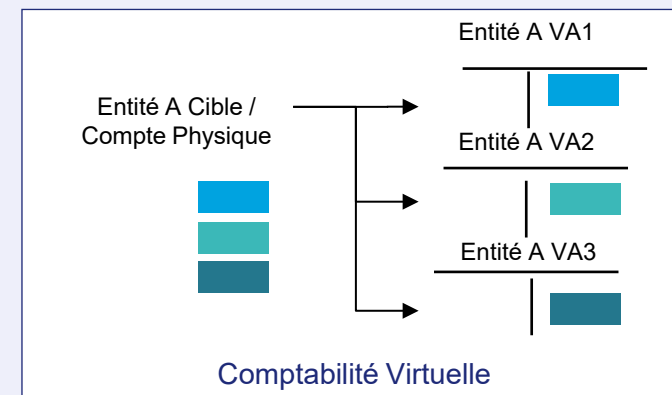 Entité A VA1
Entité A Cible /
Compte Physique
Entité A VA2
Entité A VA3
Comptabilité Virtuelle